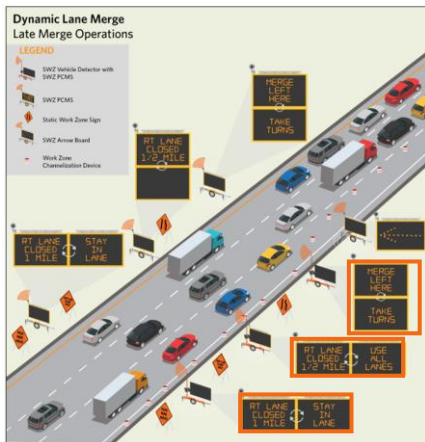 Dynamic Lane Merge
Late Merge Operations
LEGEND
SWZ Vehicle Detector with
SWZ PCMS
SWZ PCMS
Static Work Zone Sign
SWZ Arrow Board
Work Zone
Channelization Device
MERGE
LEFT
HERE
TAKE
TURNS
RT LANE
CLOSED
1/2 MILE
RT LANE
CLOSED
1 MILE
STAY
IN
LANE
MERGE
LEFT
HERE
TAKE
TURNS
RT LANE
CLOSED
1/2 MILE
USE
ALL
LANES
RT LANE
CLOSED
1 MILE
STAY
IN
LANE